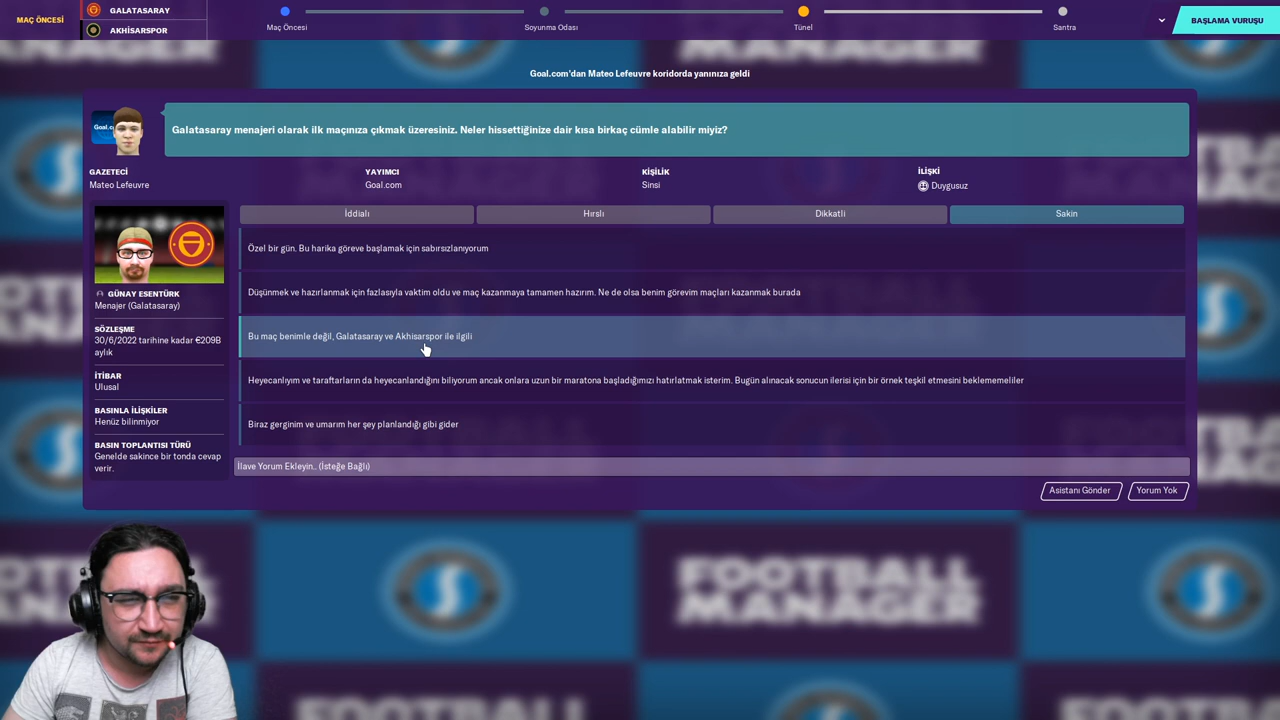 MAÇ ÖNCESİ
GALATASARAY
AKHİSARSPOR
Maç Öncesi
Soyunma Odası
Tünel
Santra
BAŞLAMA VURUŞU
Goal.com'dan Mateo Lefeuvre koridorda yanınıza geldi
Goal.c
Galatasaray menajeri olarak ilk maçınıza çıkmak üzeresiniz. Neler hissettiğinize dair kısa birkaç cümle alabilir miyiz?
GAZETECİ
Mateo Lefeuvre
YAYIMCI
Goal.com
KİŞİLİK
Sinsi
İLİŞKİ
Duygusuz
İddialı
Hırslı
Dikkatli
Sakin
Özel bir gün. Bu harika göreve başlamak için sabırsızlanıyorum
Düşünmek ve hazırlanmak için fazlasıyla vaktim oldu ve maç kazanmaya tamamen hazırım. Ne de olsa benim görevim maçları kazanmak burada
Bu maç benimle değil, Galatasaray ve Akhisarspor ile ilgili
Heyecanlıyım ve taraftarların da heyecanlandığını biliyorum ancak onlara uzun bir maratona başladığımızı hatırlatmak isterim. Bugün alınacak sonucun ilerisi için bir örnek teşkil etmesini beklememeliler
Biraz gerginim ve umarım her şey planlandığı gibi gider
GÜNAY ESENTÜRK
Menajer (Galatasaray)
SÖZLEŞME
30/6/2022 tarihine kadar €209B
aylık
İTİBAR
Ulusal
BASINLA İLİŞKİLER
Henüz bilinmiyor
BASIN TOPLANTISI TÜRÜ
Genelde sakince bir tonda cevap
verir.
İlave Yorum Ekleyin.. (İsteğe Bağlı)
Asistanı Gönder
Yorum Yok
FOOTBALL
MANAGER